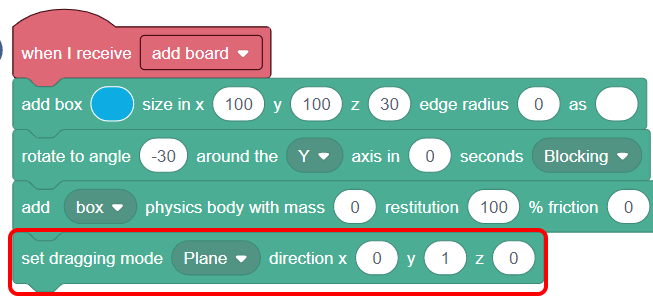 when I receive add board
add box size in x 100 y 100 z 30 edge radius 0 as
rotate to angle -30 around the Y axis in 0 seconds Blocking
add box physics body with mass 0 restitution 100 % friction 0
set dragging mode Plane direction x 0 y 1 z 0